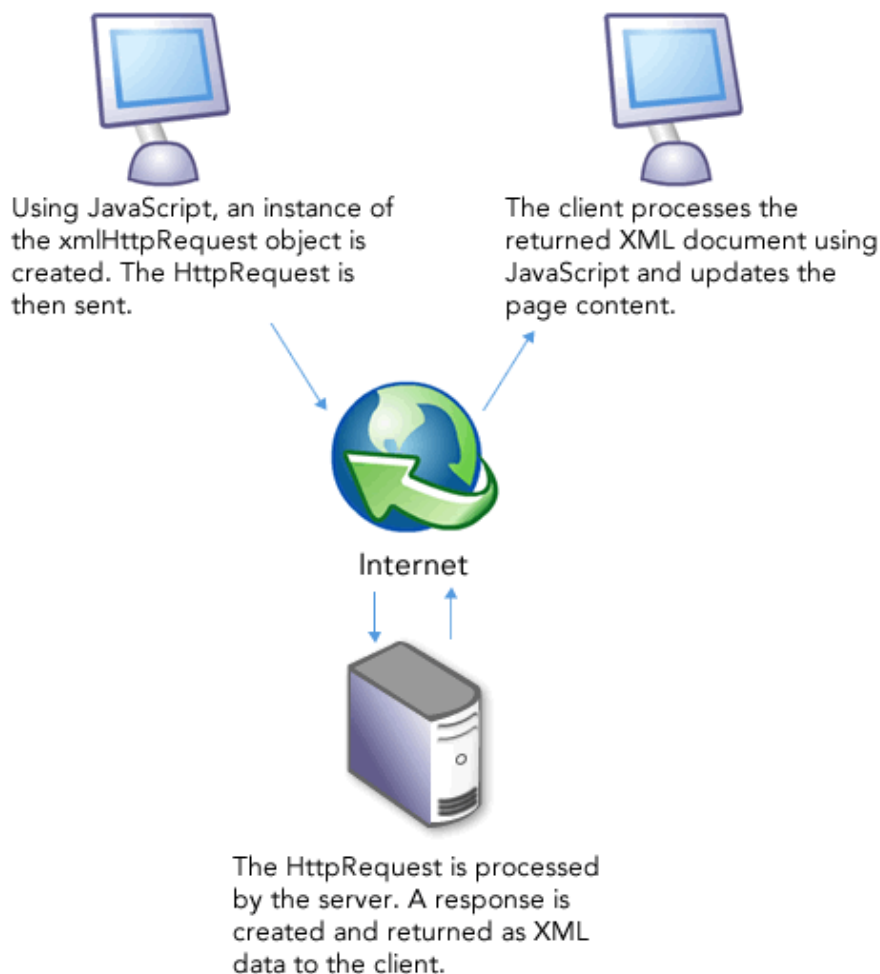 Using JavaScript, an instance of
the xmlHttpRequest object is
created. The HttpRequest is
then sent.
The client processes the
returned XML document using
JavaScript and updates the
page content.
Internet
The HttpRequest is processed
by the server. A response is
created and returned as XML
data to the client.